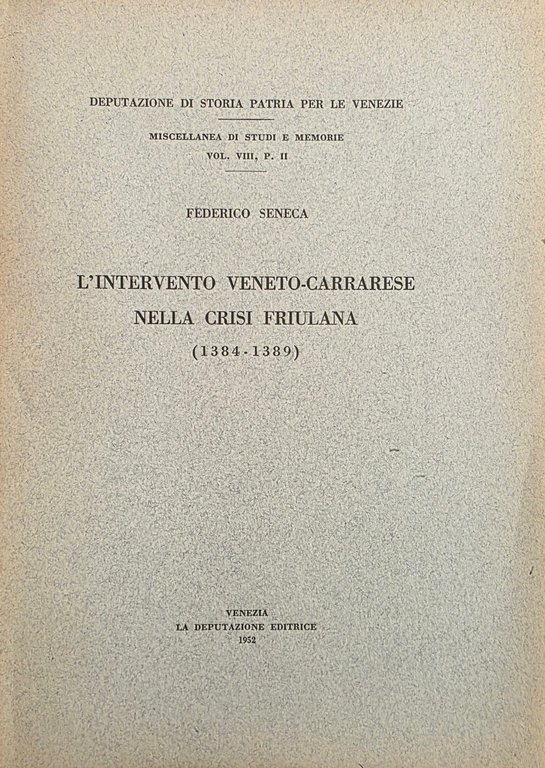 DEPUTAZIONE DI STORIA PATRIA PER LE VENEZIE
MISCELLANEA DI STUDI E MEMORIE
VOL. VIII, P. II
FEDERICO SENECA
L'INTERVENTO VENETO-CARRARESE
NELLA CRISI FRIULANA
(1384-1389)
VENEZIA
LA DEPUTAZIONE EDITRICE
1952